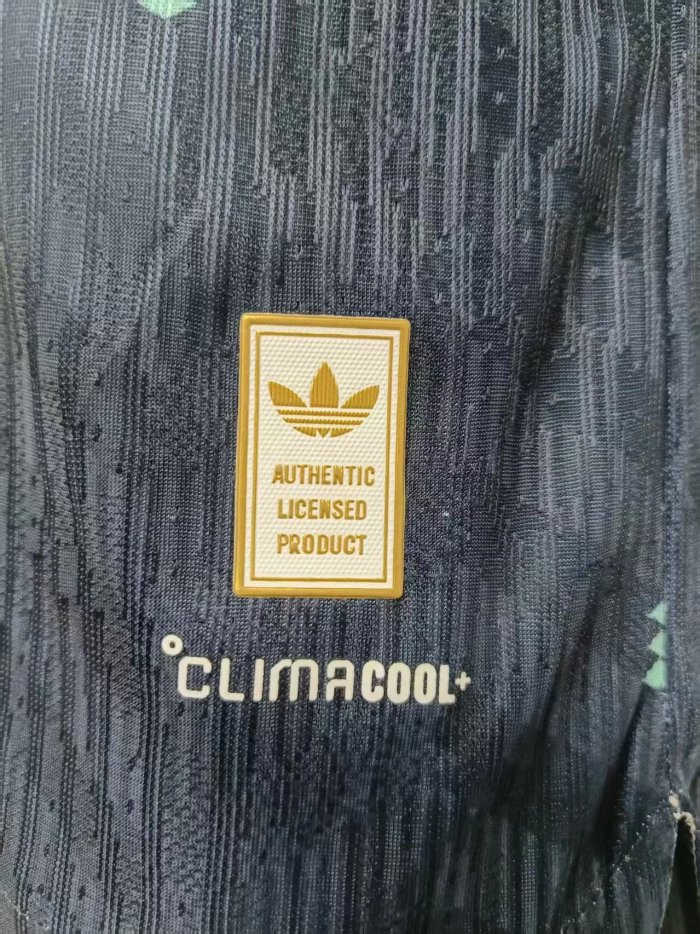 AUTHENTIC
LICENSED
PRODUCT
°CLIMACOOL+